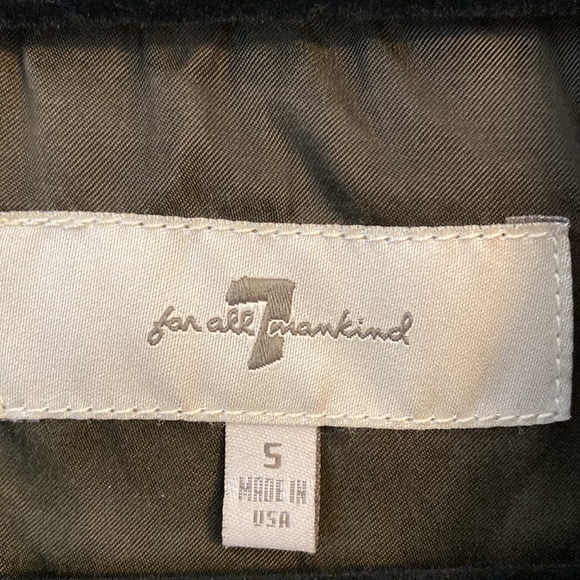 for all 7 mankind
S
MADE IN
USA